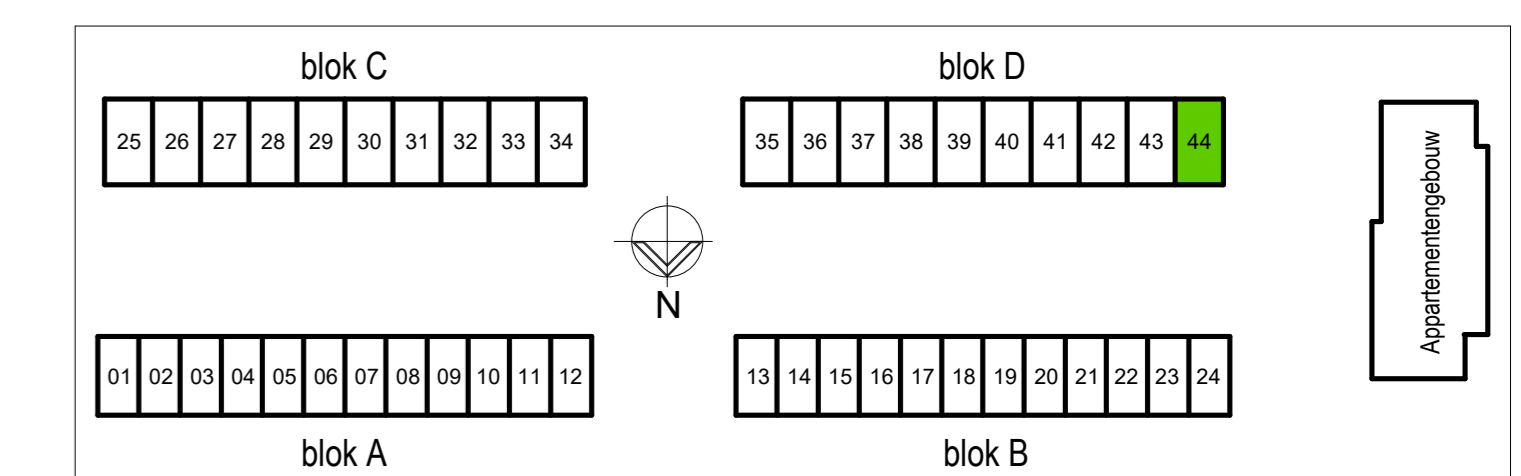 blok C
blok D
25 26 27 28 29 30 31 32 33 34
35 36 37 38 39 40 41 42 43 44
Appartementengebouw
N
01 02 03 04 05 06 07 08 09 10 11 12
13 14 15 16 17 18 19 20 21 22 23 24
blok A
blok B